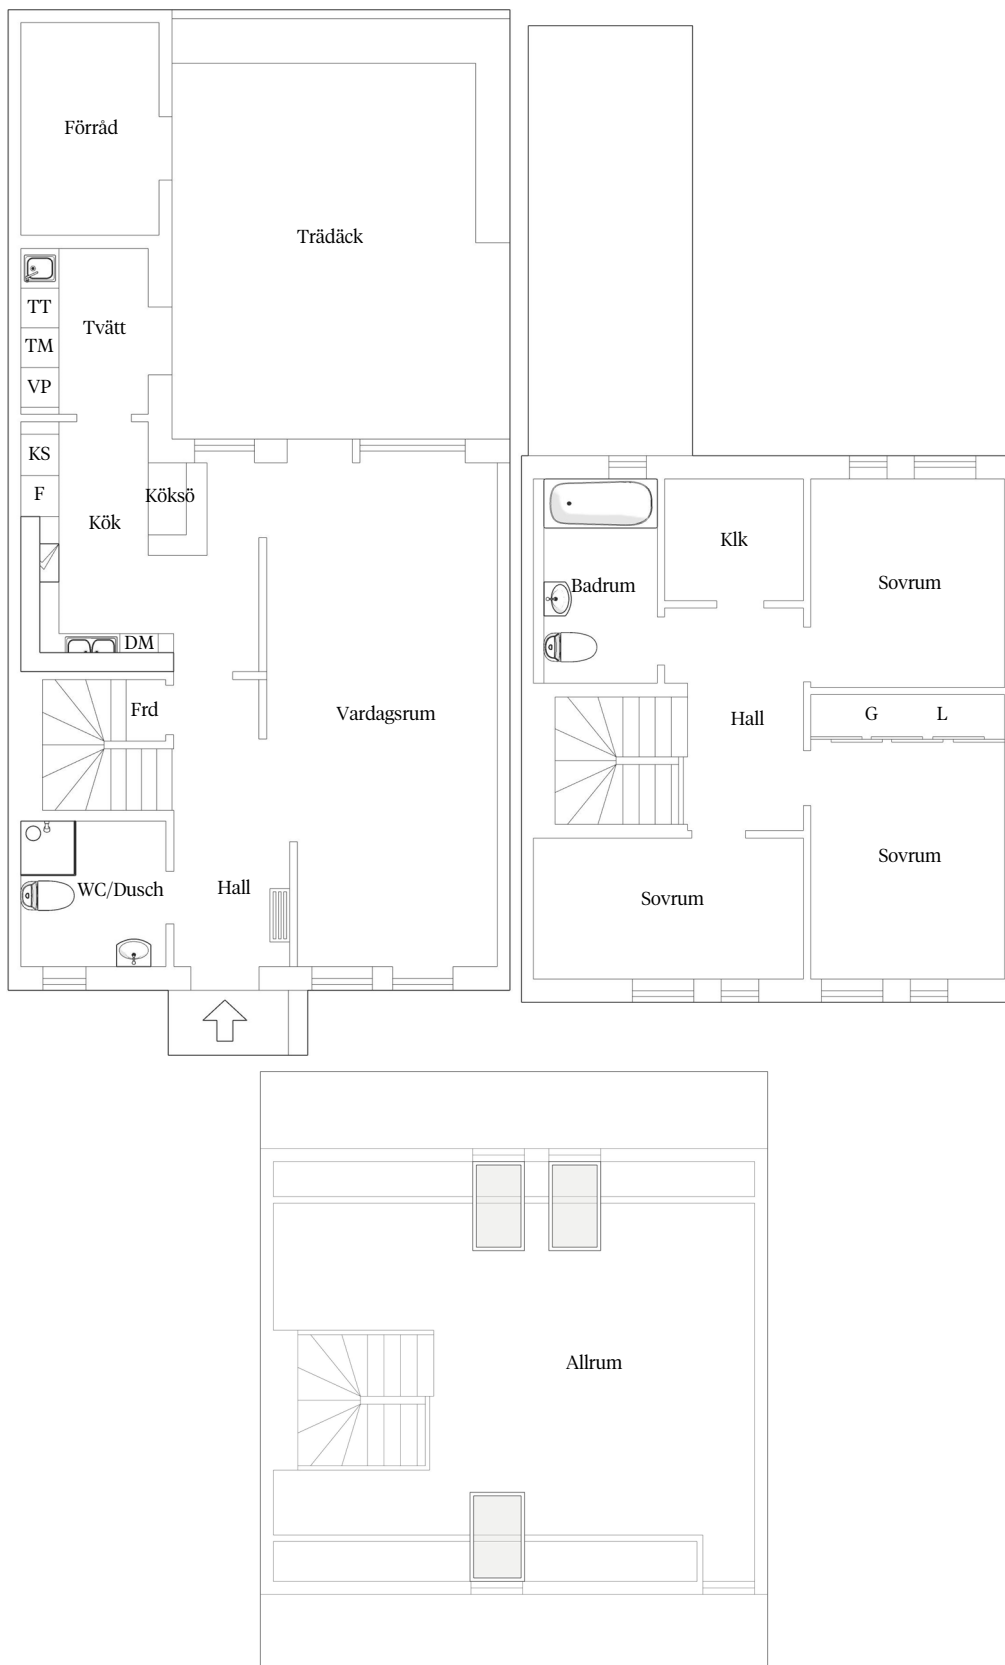 Förråd
Trädäck
TT
Tvätt
TM
VP
KS
F
Köksö
Kök
DM
Frd
Vardagsrum
WC/Dusch
Hall
Klk
Badrum
Sovrum
Hall
G
L
Sovrum
Sovrum
Allrum